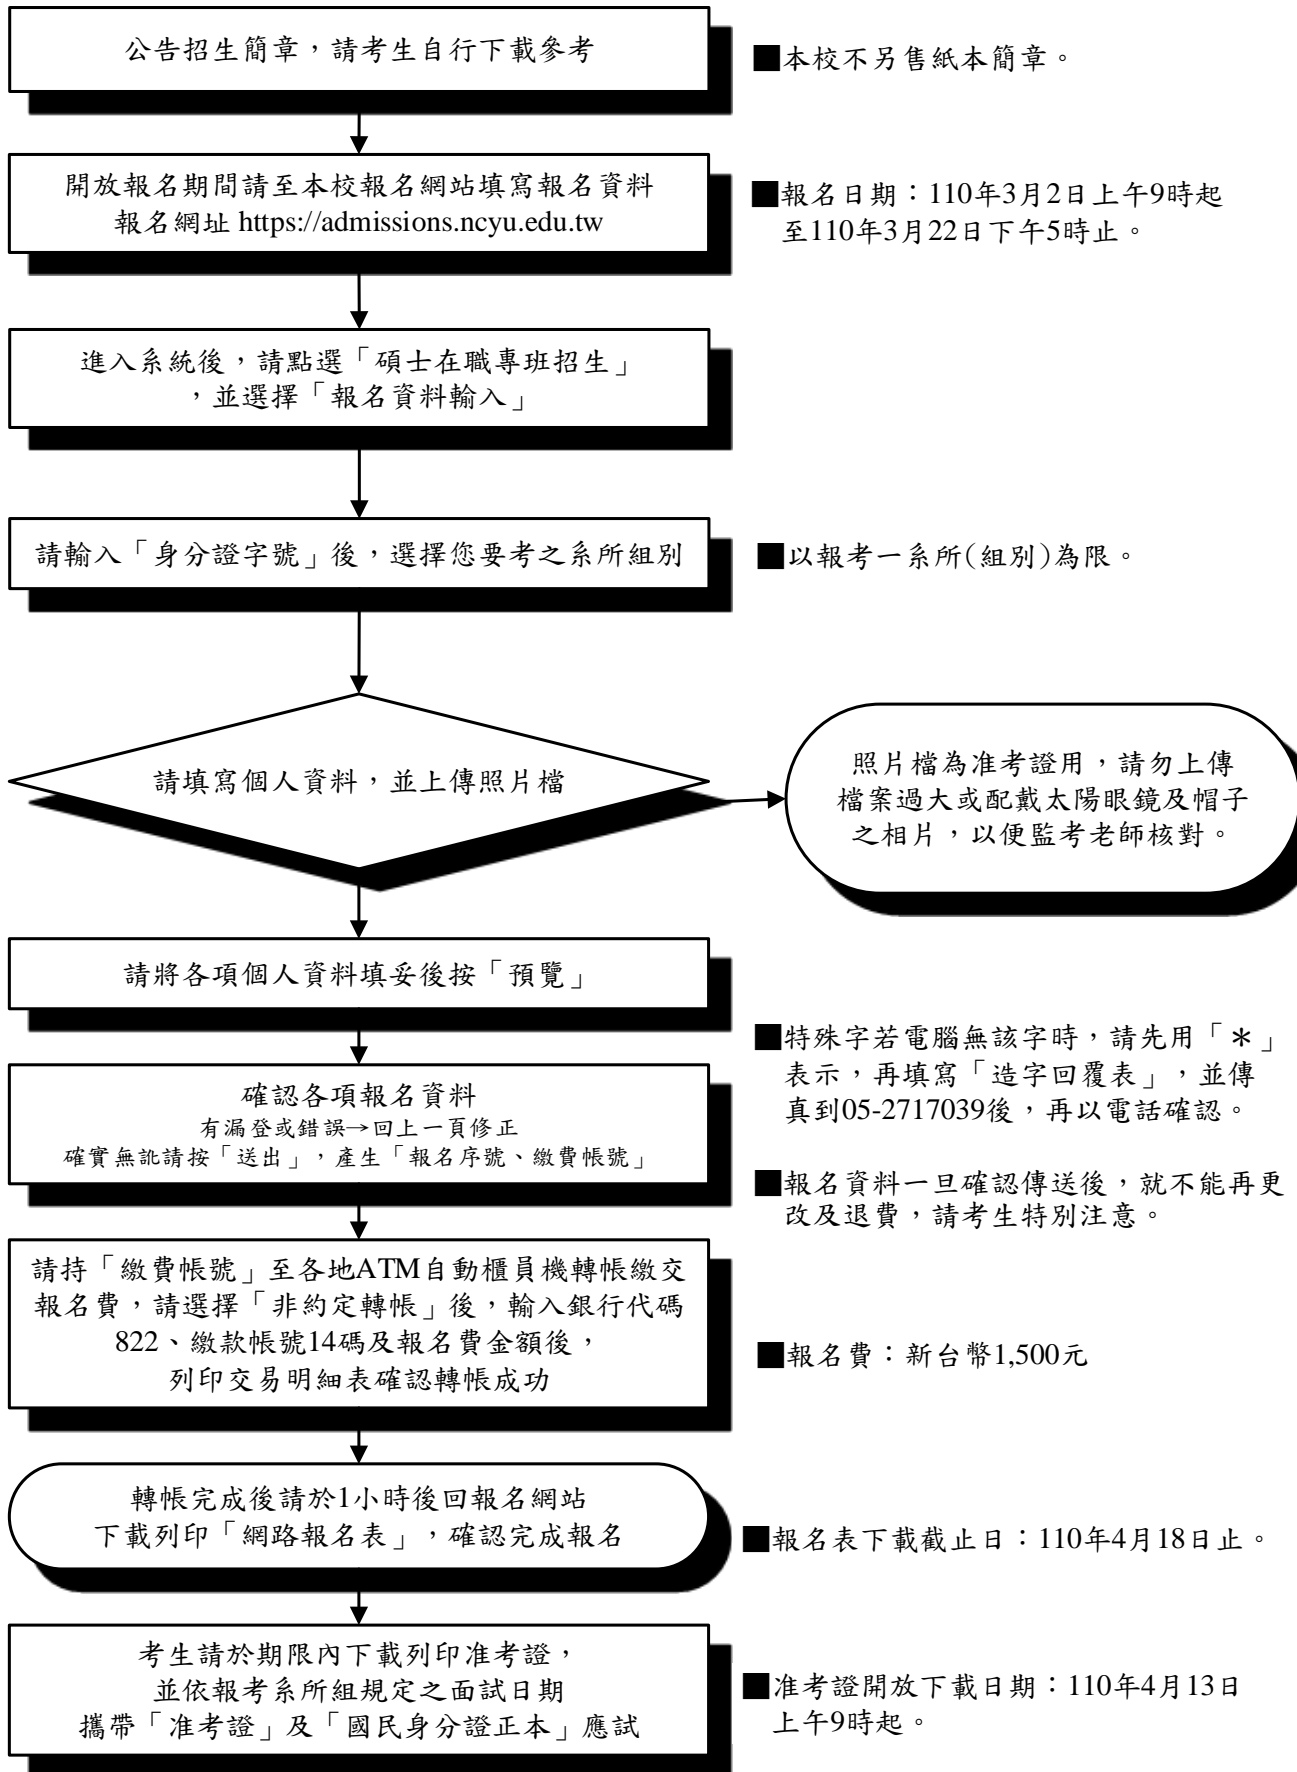 公告招生簡章，請考生自行下載參考
■本校不另售紙本簡章。
開放報名期間請至本校報名網站填寫報名資料
報名網址 https://admissions.ncyu.edu.tw
■報名日期：110年3月2日上午9時起
至110年3月22日下午5時止。
進入系統後，請點選「碩士在職專班招生」
，並選擇「報名資料輸入」
請輸入「身分證字號」後，選擇您要考之系所組別
■以報考一系所(組別)為限。
請填寫個人資料，並上傳照片檔
照片檔為准考證用，請勿上傳
檔案過大或配戴太陽眼鏡及帽子
之相片，以便監考老師核對。
請將各項個人資料填妥後按「預覽」
■特殊字若電腦無該字時，請先用「＊」
表示，再填寫「造字回覆表」，並傳
真到05-2717039後，再以電話確認。
確認各項報名資料
有漏登或錯誤→回上一頁修正
確實無訛請按「送出」，產生「報名序號、繳費帳號」
■報名資料一旦確認傳送後，就不能再更
改及退費，請考生特別注意。
請持「繳費帳號」至各地ATM自動櫃員機轉帳繳交
報名費，請選擇「非約定轉帳」後，輸入銀行代碼
822、繳款帳號14碼及報名費金額後，
列印交易明細表確認轉帳成功
■報名費：新台幣1,500元
轉帳完成後請於1小時後回報名網站
下載列印「網路報名表」，確認完成報名
■報名表下載截止日：110年4月18日止。
考生請於期限內下載列印准考證，
並依報考系所組規定之面試日期
攜帶「准考證」及「國民身分證正本」應試
■准考證開放下載日期：110年4月13日
上午9時起。